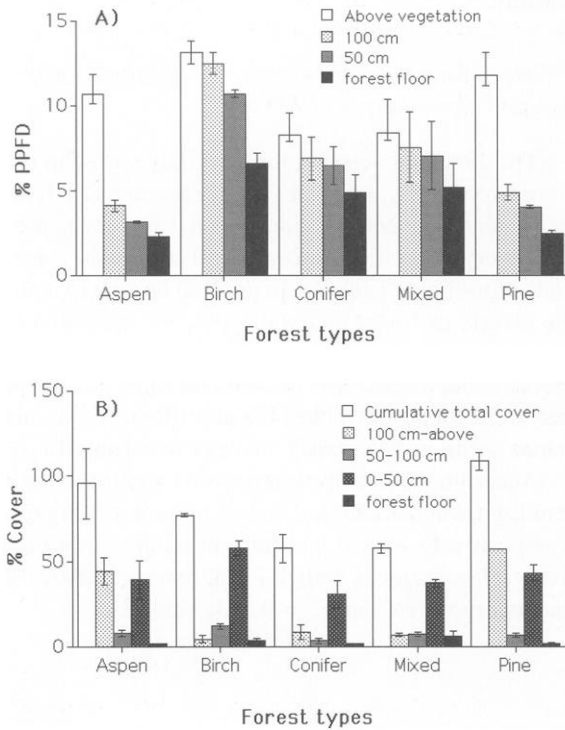 A)
Above vegetation
100 cm
50 cm
forest floor
15
10
5
0
% PPFD
Aspen Birch Conifer Mixed Pine
Forest types
B)
Cumulative total cover
100 cm-above
50-100 cm
0-50 cm
forest floor
150
100
50
0
% Cover
Aspen Birch Conifer Mixed Pine
Forest types